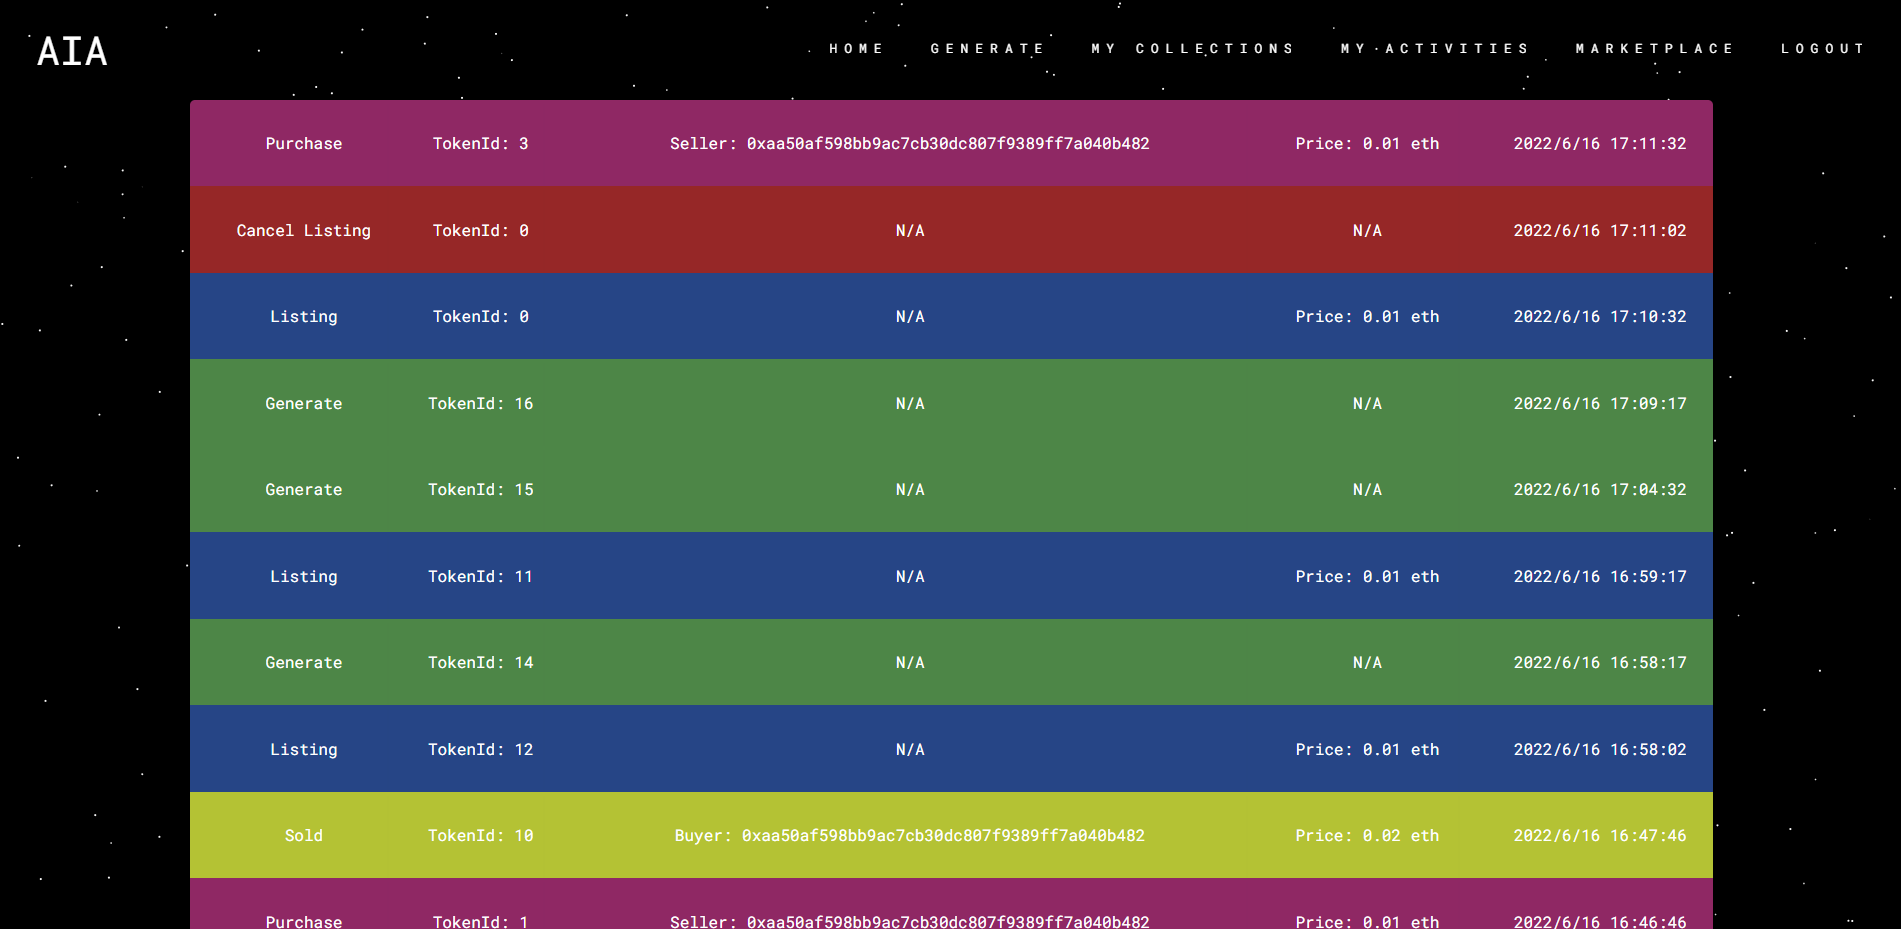 AIA HOME GENERATE MY COLLECTIONS MY ACTIVITIES MARKETPLACE LOGOUT
Purchase TokenId: 3 Seller: 0xaa50af598bb9ac7cb30dc807f9389ff7a040b482 Price: 0.01 eth 2022/6/16 17:11:32
Cancel Listing TokenId: 0 N/A N/A 2022/6/16 17:11:02
Listing TokenId: 0 N/A Price: 0.01 eth 2022/6/16 17:10:32
Generate TokenId: 16 N/A N/A 2022/6/16 17:09:17
Generate TokenId: 15 N/A N/A 2022/6/16 17:04:32
Listing TokenId: 11 N/A Price: 0.01 eth 2022/6/16 16:59:17
Generate TokenId: 14 N/A N/A 2022/6/16 16:58:17
Listing TokenId: 12 N/A Price: 0.01 eth 2022/6/16 16:58:02
Sold TokenId: 10 Buyer: 0xaa50af598bb9ac7cb30dc807f9389ff7a040b482 Price: 0.02 eth 2022/6/16 16:47:46
Purchase TokenId: 1 Seller: 0xaa50af598bb9ac7cb30dc807f9389ff7a040b482 Price: 0.01 eth 2022/6/16 16:46:46